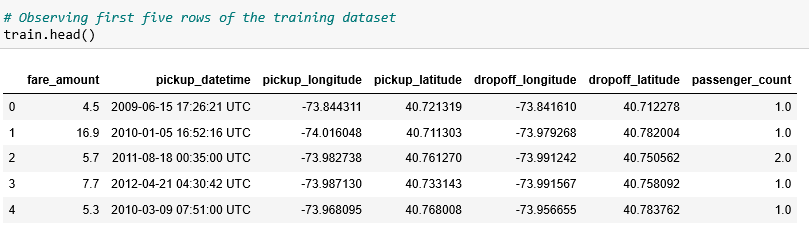 # Observing first five rows of the training dataset
train.head()
fare_amount pickup_datetime pickup_longitude pickup_latitude dropoff_longitude dropoff_latitude passenger_count
0 4.5 2009-06-15 17:26:21 UTC -73.844311 40.721319 -73.841610 40.712278 1.0
1 16.9 2010-01-05 16:52:16 UTC -74.016048 40.711303 -73.979268 40.782004 1.0
2 5.7 2011-08-18 00:35:00 UTC -73.982738 40.761270 -73.991242 40.750562 2.0
3 7.7 2012-04-21 04:30:42 UTC -73.987130 40.733143 -73.991567 40.758092 1.0
4 5.3 2010-03-09 07:51:00 UTC -73.968095 40.768008 -73.956655 40.783762 1.0